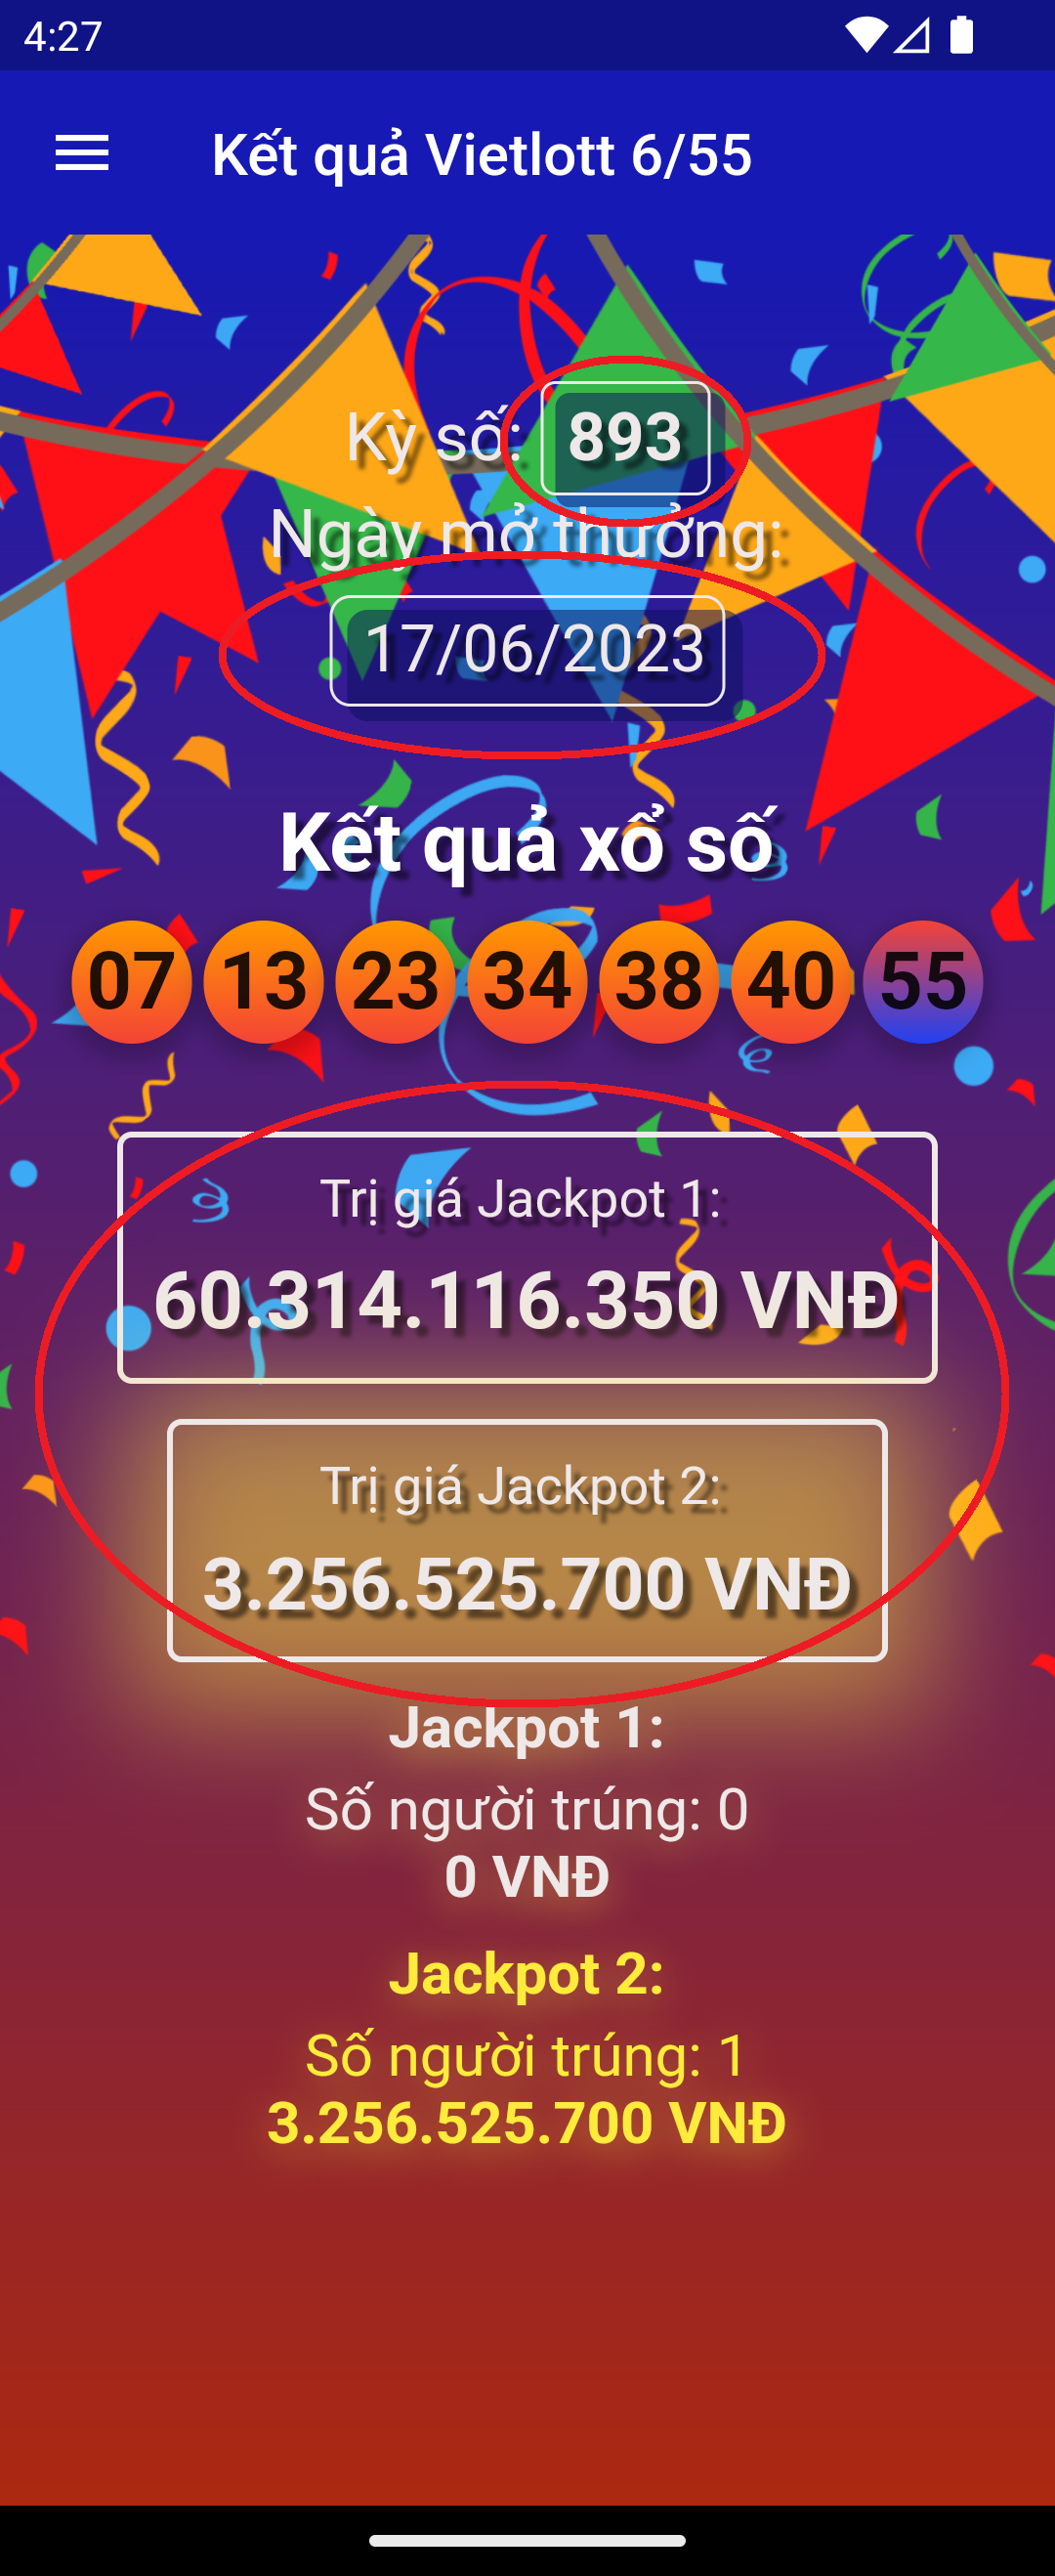 4:27
Kết quả Vietlott 6/55
Kỳ số: 893
Ngày mở thưởng:
17/06/2023
Kết quả xổ số
07 13 23 34 38 40 55
Trị giá Jackpot 1:
60.314.116.350 VNĐ
Trị giá Jackpot 2:
3.256.525.700 VNĐ
Jackpot 1:
Số người trúng: 0
0 VNĐ
Jackpot 2:
Số người trúng: 1
3.256.525.700 VNĐ